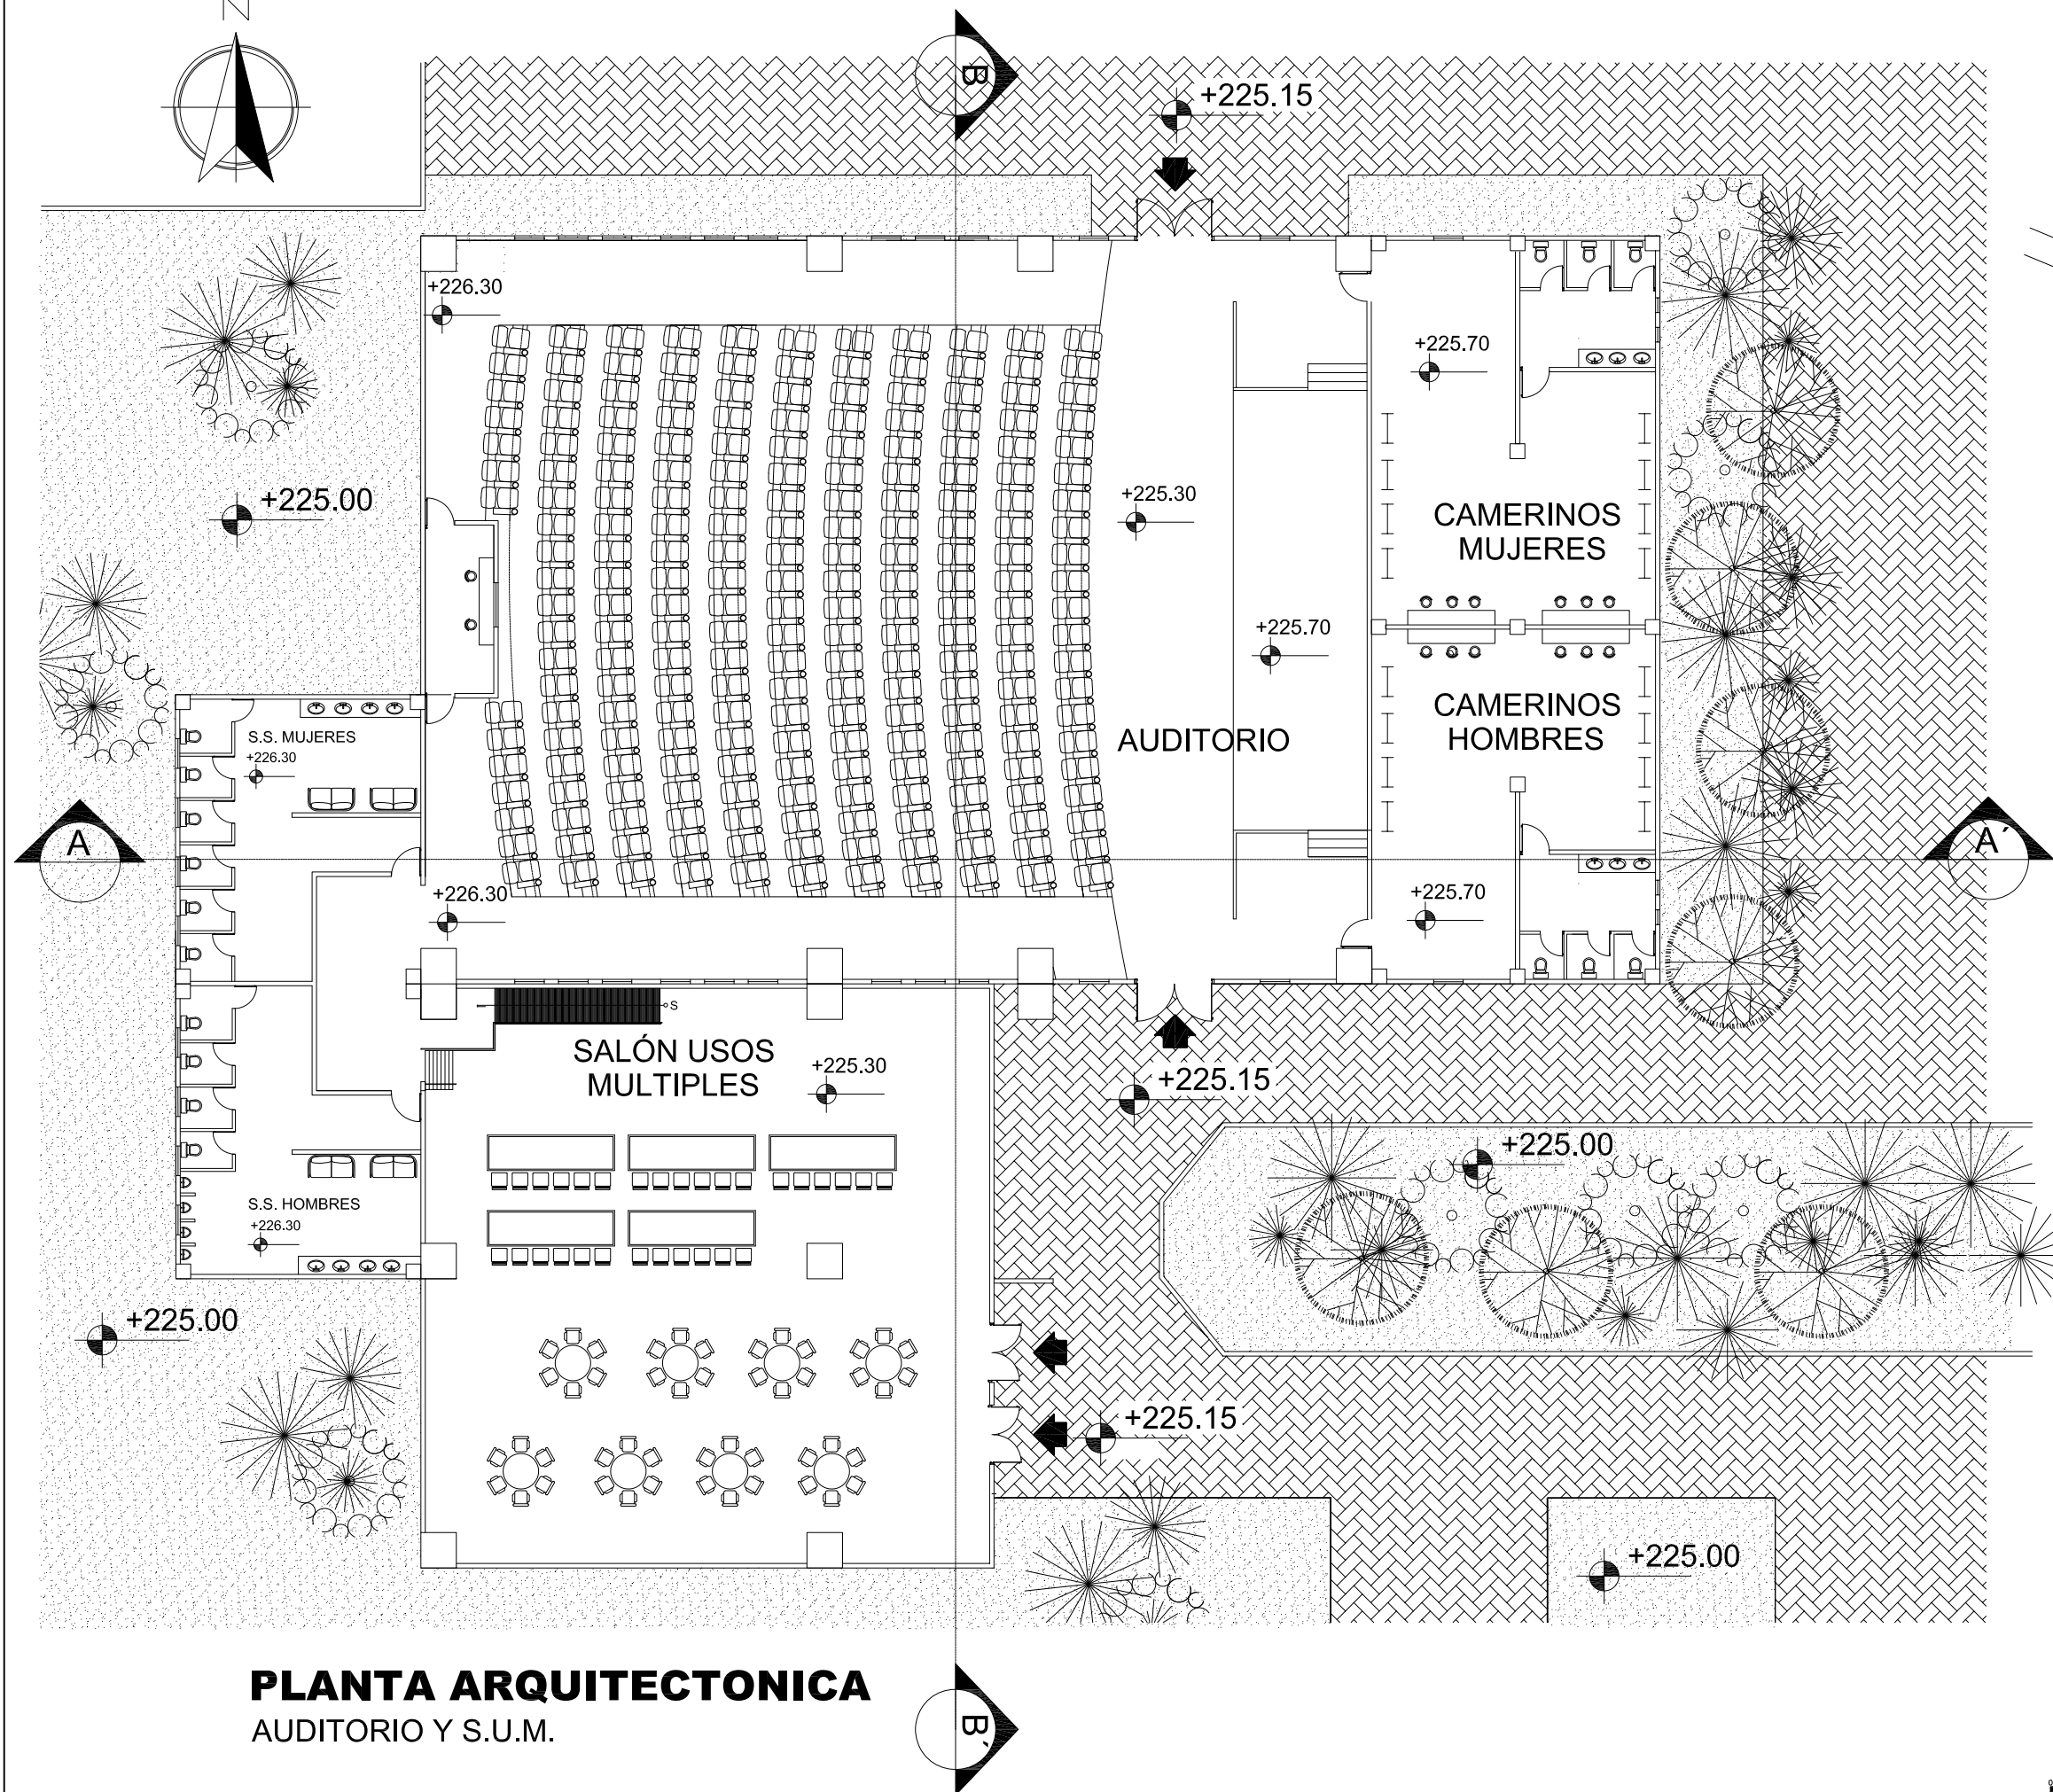 Z
B
+225.15
+226.30
+225.70
+225.00
+225.30
CAMERINOS
MUJERES
+225.70
CAMERINOS
HOMBRES
AUDITORIO
S.S. MUJERES
+226.30
A
A´
+226.30
+225.70
S
SALÓN USOS
MULTIPLES
+225.30
+225.15
+225.00
S.S. HOMBRES
+226.30
+225.00
+225.15
+225.00
PLANTA ARQUITECTONICA
AUDITORIO Y S.U.M.
B´